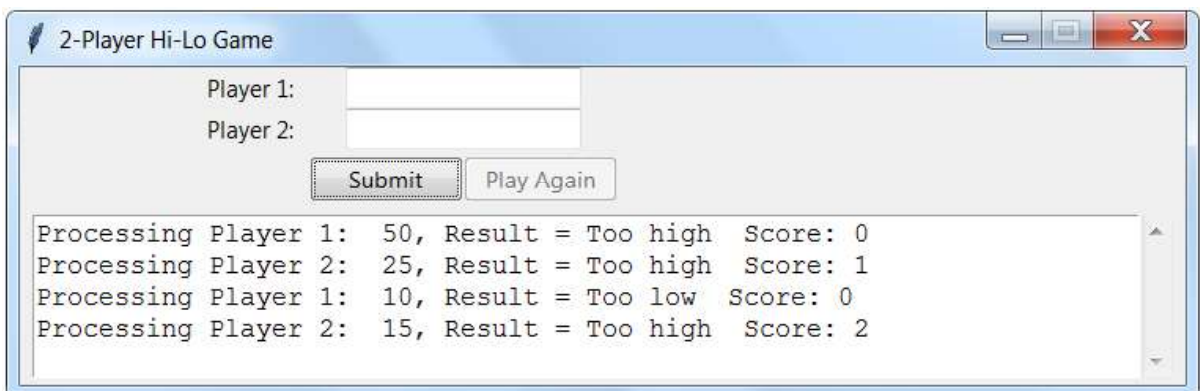 2-Player Hi-Lo Game
Player 1:
Player 2:
Submit Play Again
Processing Player 1:  50, Result = Too high  Score: 0
Processing Player 2:  25, Result = Too high  Score: 1
Processing Player 1:  10, Result = Too low  Score: 0
Processing Player 2:  15, Result = Too high  Score: 2